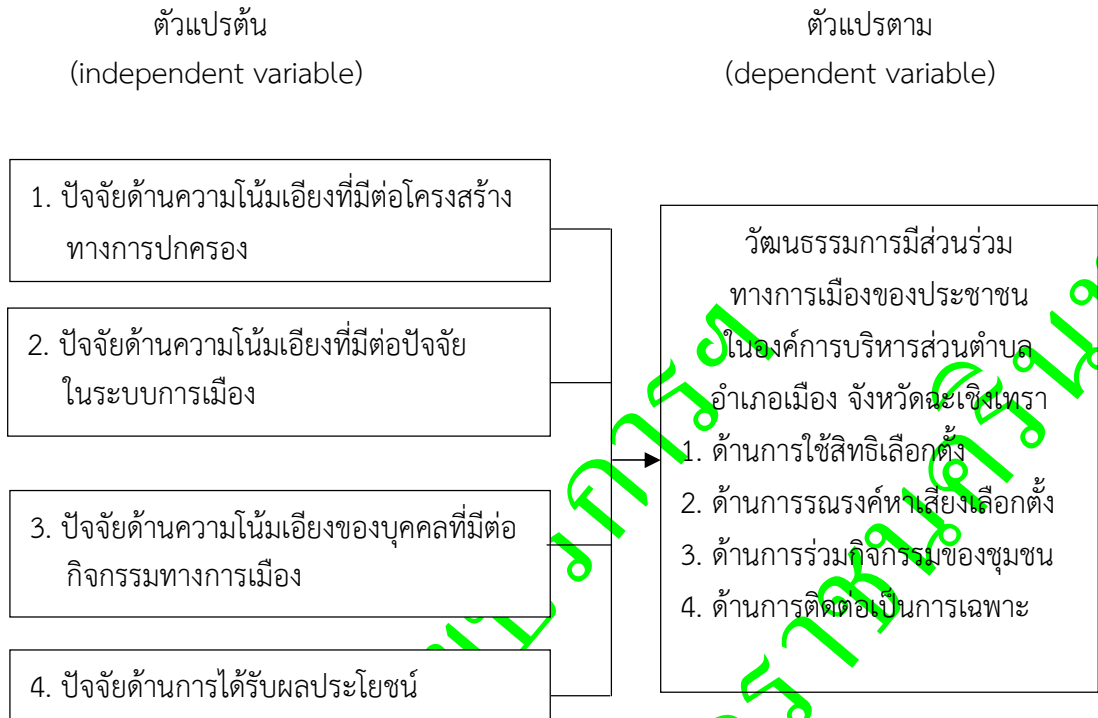 ตัวแปรต้น
(independent variable)
ตัวแปรตาม
(dependent variable)
1. ปัจจัยด้านความโน้มเอียงที่มีต่อโครงสร้าง
ทางการปกครอง
2. ปัจจัยด้านความโน้มเอียงที่มีต่อปัจจัย
ในระบบการเมือง
3. ปัจจัยด้านความโน้มเอียงของบุคคลที่มีต่อ
กิจกรรมทางการเมือง
4. ปัจจัยด้านการได้รับผลประโยชน์
วัฒนธรรมการมีส่วนร่วม
ทางการเมืองของประชาชน
ในองค์การบริหารส่วนตำบล
อำเภอเมือง จังหวัดฉะเชิงเทรา
1. ด้านการใช้สิทธิเลือกตั้ง
2. ด้านการรณรงค์หาเสียงเลือกตั้ง
3. ด้านการร่วมกิจกรรมของชุมชน
4. ด้านการติดต่อเป็นการเฉพาะ